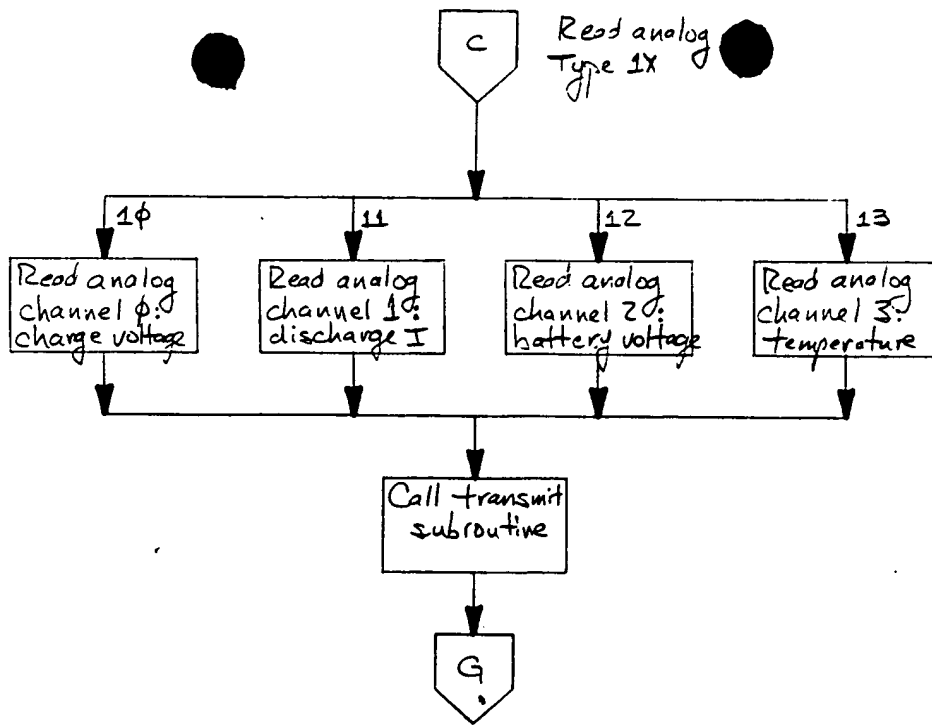 C
Read analog
Type 1X
1ϕ
11
12
13
Read analog
channel ϕ:
charge voltage
Read analog
channel 1:
discharge I
Read analog
channel 2:
battery voltage
Read analog
channel 3:
temperature
Call transmit
subroutine
G